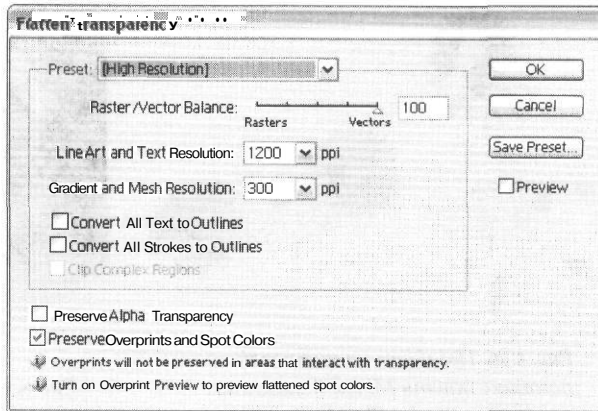 Flatten transparency
Preset: [High Resolution]
OK
Raster/Vector Balance: 100
Rasters Vectors
Cancel
Line Art and Text Resolution: 1200 ppi
Save Preset...
Gradient and Mesh Resolution: 300 ppi
Preview
Convert All Text to Outlines
Convert All Strokes to Outlines
Clip Complex Regions
Preserve Alpha Transparency
Preserve Overprints and Spot Colors
Overprints will not be preserved in areas that interact with transparency.
Turn on Overprint Preview to preview flattened spot colors.